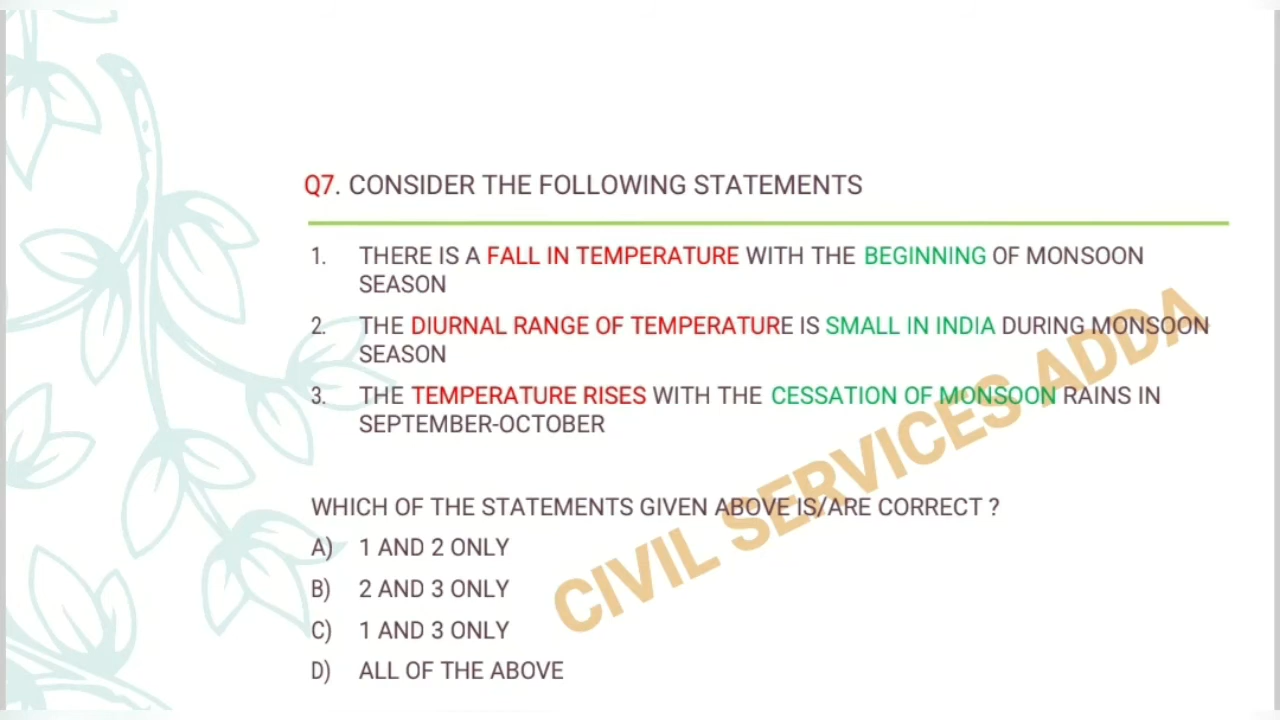 Q7. CONSIDER THE FOLLOWING STATEMENTS
1. THERE IS A FALL IN TEMPERATURE WITH THE BEGINNING OF MONSOON
SEASON
2. THE DIURNAL RANGE OF TEMPERATURE IS SMALL IN INDIA DURING MONSOON
SEASON
3. THE TEMPERATURE RISES WITH THE CESSATION OF MONSOON RAINS IN
SEPTEMBER-OCTOBER
WHICH OF THE STATEMENTS GIVEN ABOVE IS/ARE CORRECT ?
A) 1 AND 2 ONLY
B) 2 AND 3 ONLY
C) 1 AND 3 ONLY
D) ALL OF THE ABOVE
CIVIL SERVICES ADDA